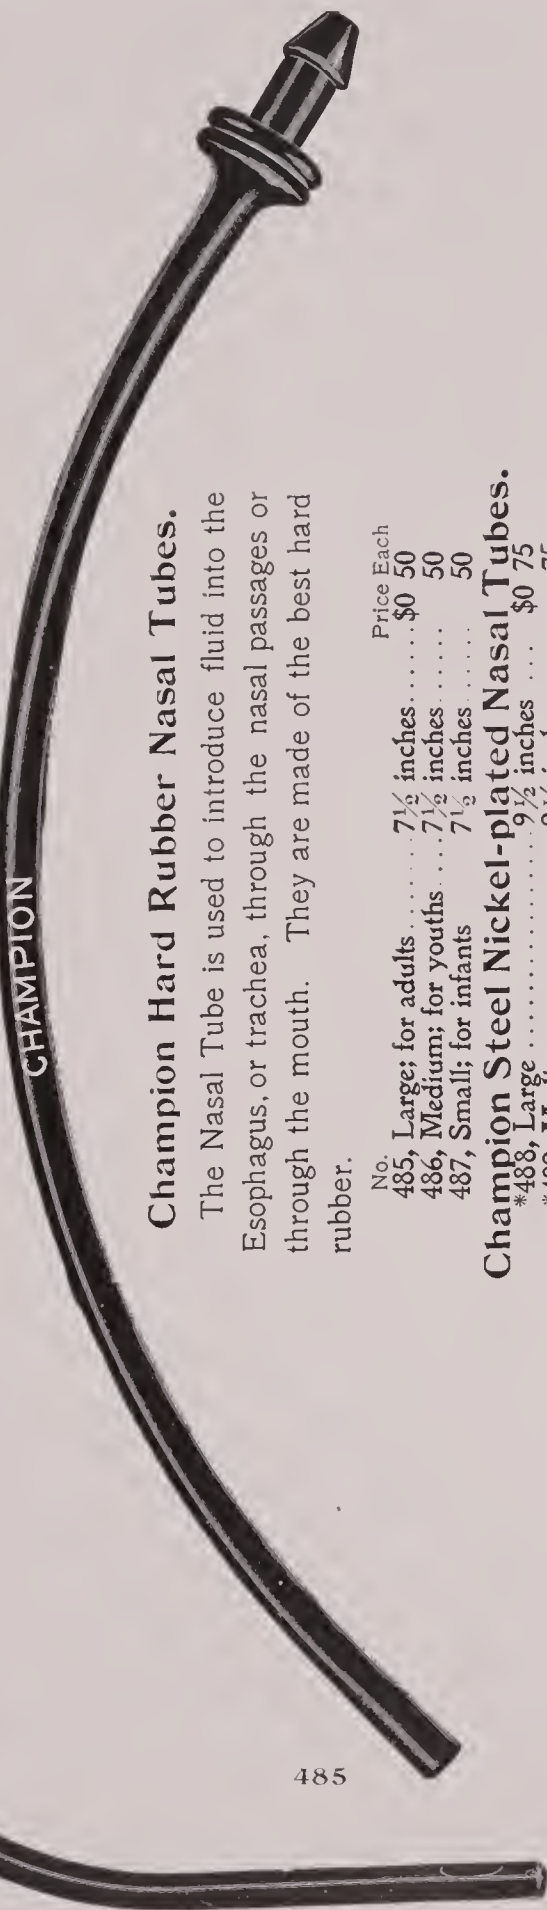 CHAMPION
Champion Hard Rubber Nasal Tubes.
The Nasal Tube is used to introduce fluid into the
Esophagus, or trachea, through the nasal passages or
through the mouth. They are made of the best hard
rubber.
No. Price Each
485, Large; for adults........7½ inches......$0 50
486, Medium; for youths....7½ inches...... 50
487, Small; for infants 7½ inches....... 50
Champion Steel Nickel-plated Nasal Tubes.
*488, Large ....................9½ inches .... $0 75
485